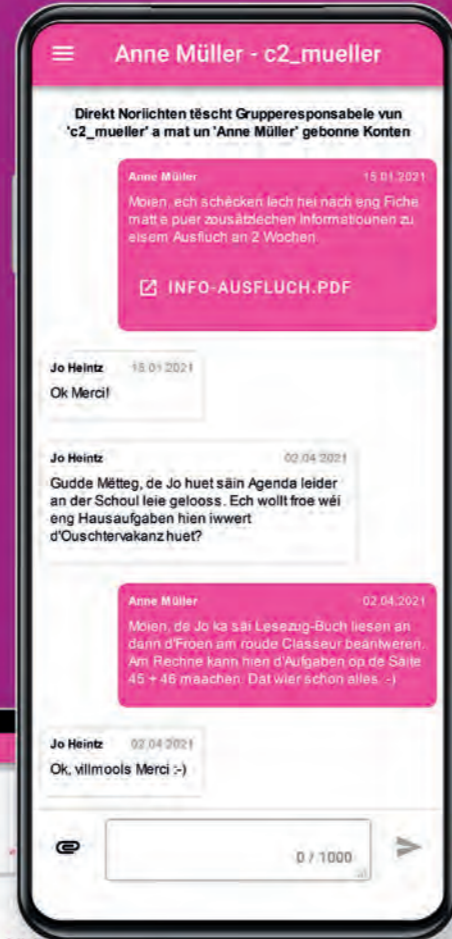 Anne Müller - c2_mueller
Direkt Noriichten tëscht Grupperesponsabele vun
'c2_mueller' a mat un 'Anne Müller' gebonne Konten
Anne Müller 15.01.2021
Moien, ech schécken Iech hei nach eng Fiche
matt e puer zousätzlechen Informatiounen zu
eisem Ausfluch an 2 Wochen.
INFO-AUSFLUCH.PDF
Jo Heintz 15.01.2021
Ok Merci!
Jo Heintz 02.04.2021
Gudde Mëtteg, de Jo huet säin Agenda leider
an der Schoul leie gelooss. Ech wollt froe wéi
eng Hausaufgaben hien iwwert
d'Ouschtervakanz huet?
Anne Müller 02.04.2021
Moien, de Jo ka säi Lesezug-Buch liesen an
dann d'Froen am roude Classeur beäntweren.
Am Rechne kann hien d'Aufgaben op de Säite
45 + 46 maachen. Dat wier schon alles :-)
Jo Heintz 02.04.2021
Ok, villmools Merci :-)
0 / 1000